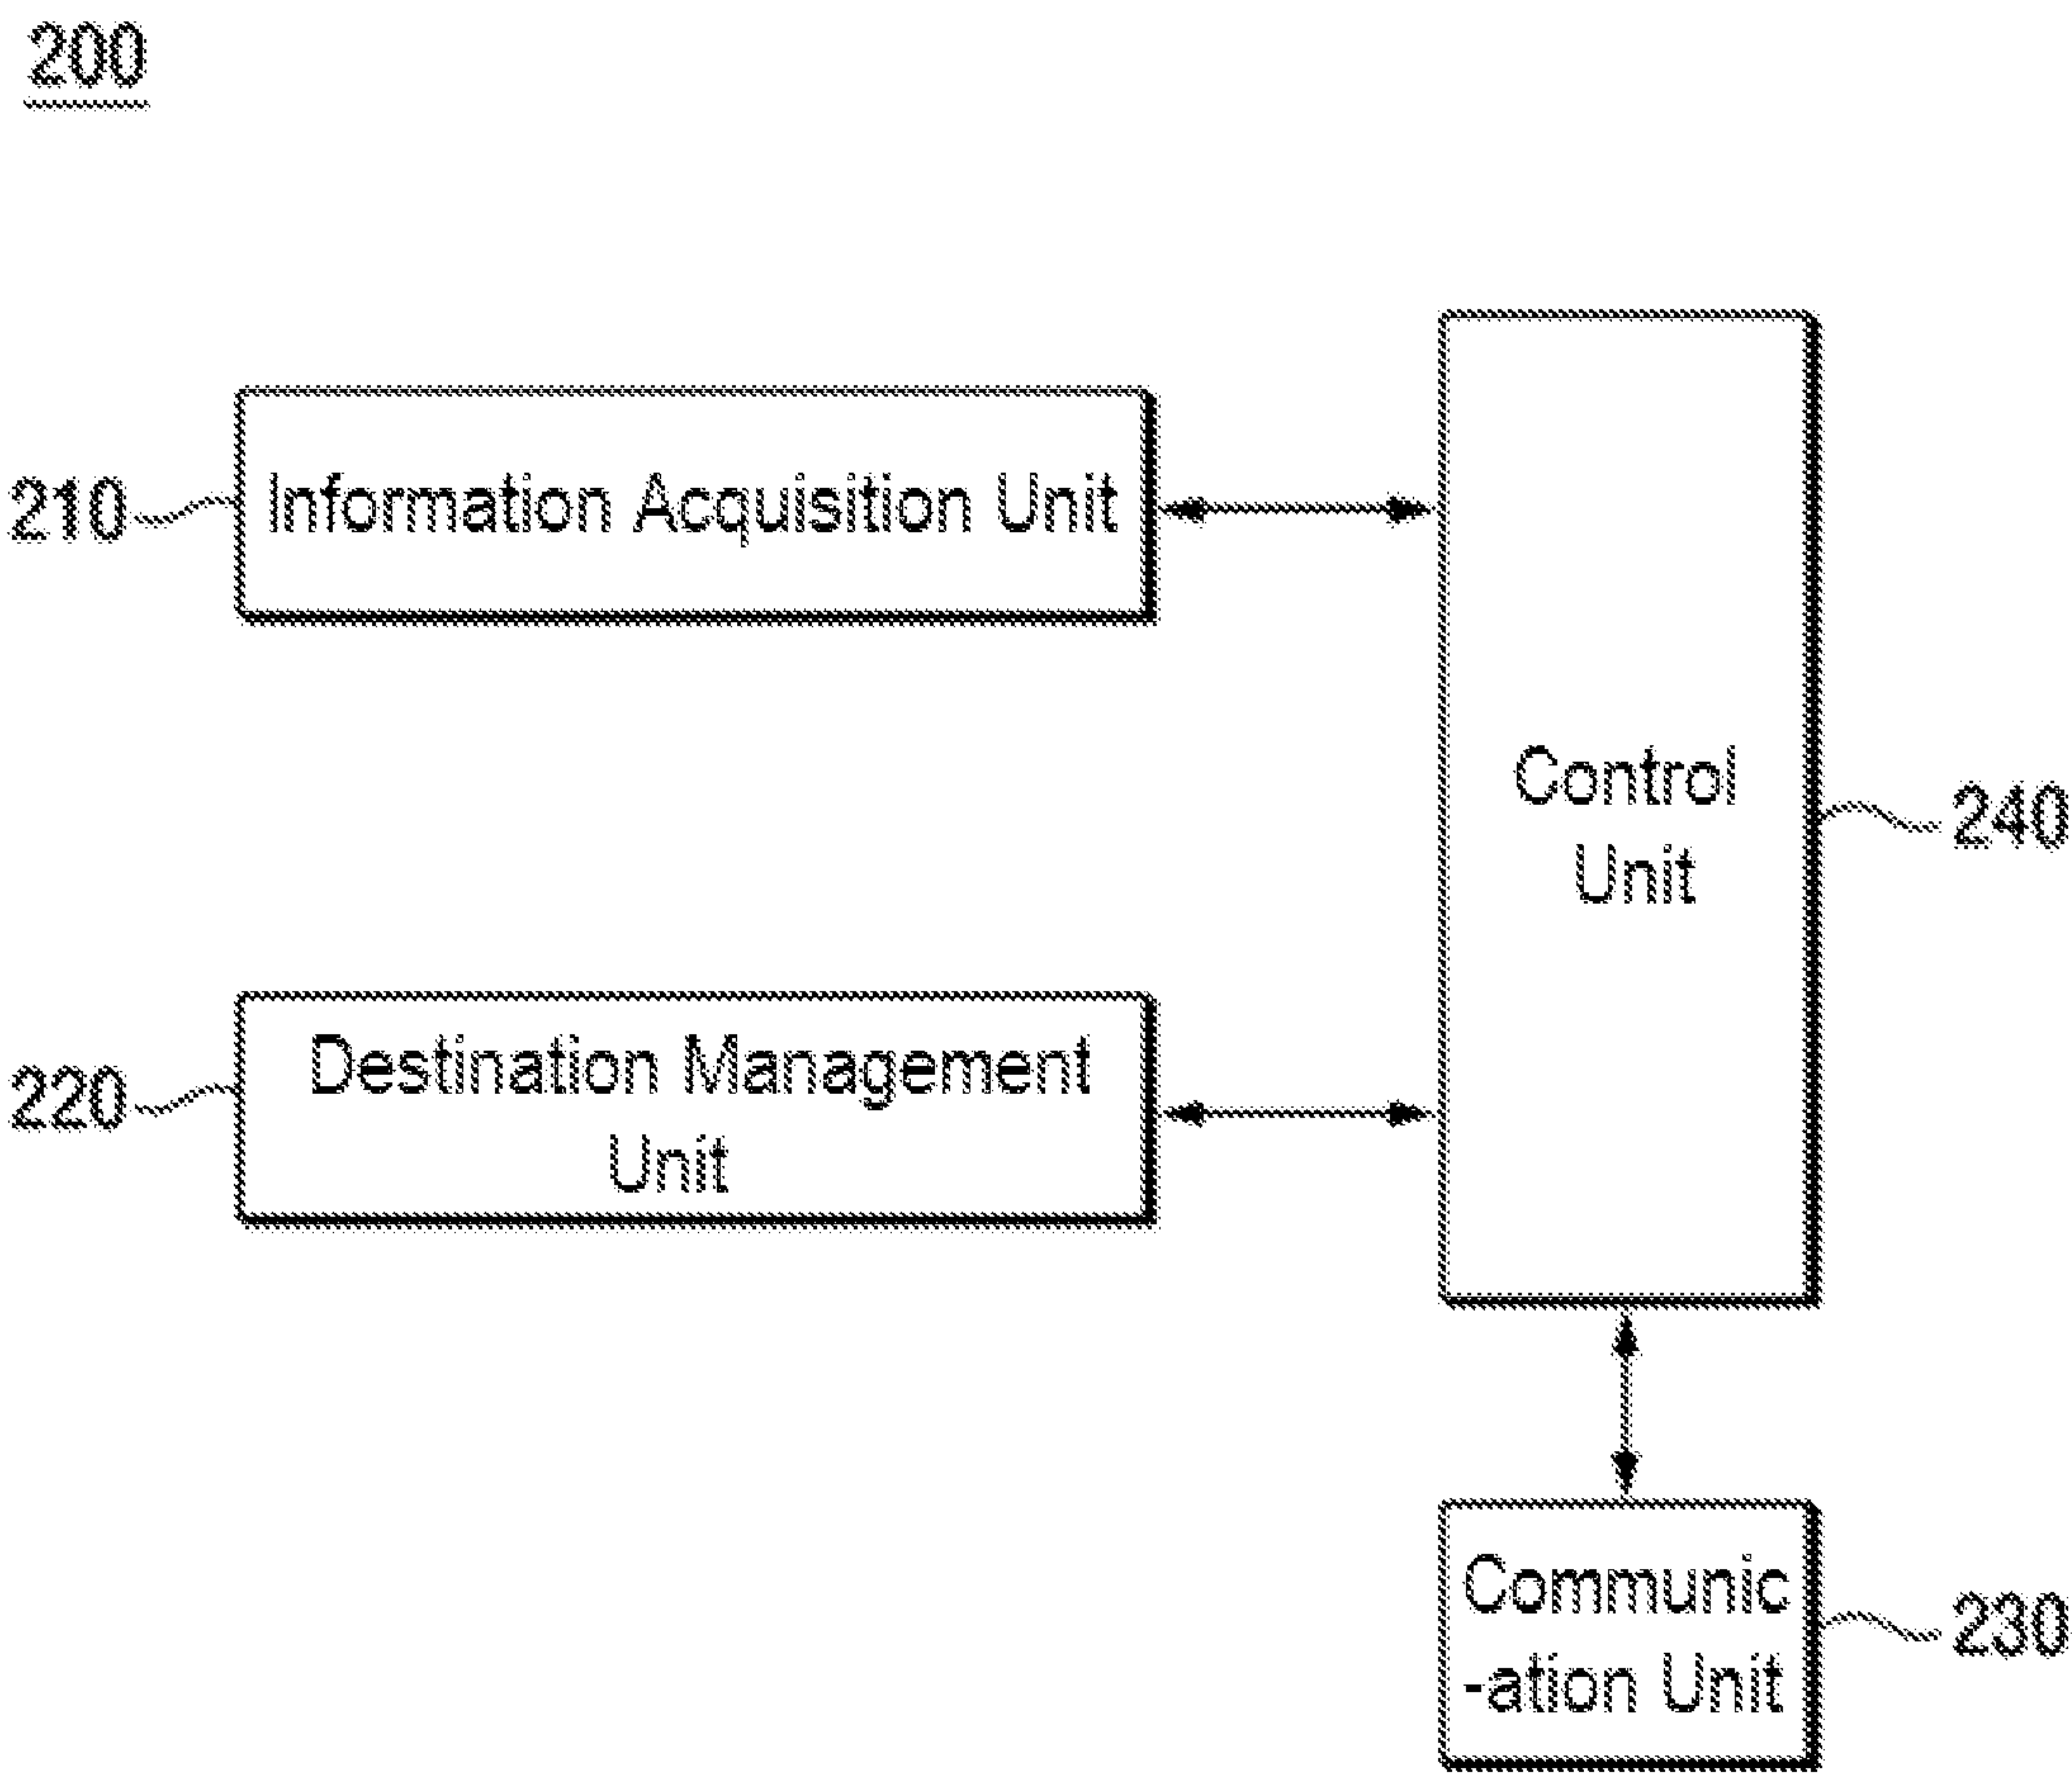 200
210
Information Acquisition Unit
Control
Unit
240
220
Destination Management
Unit
Communic
-ation Unit
230